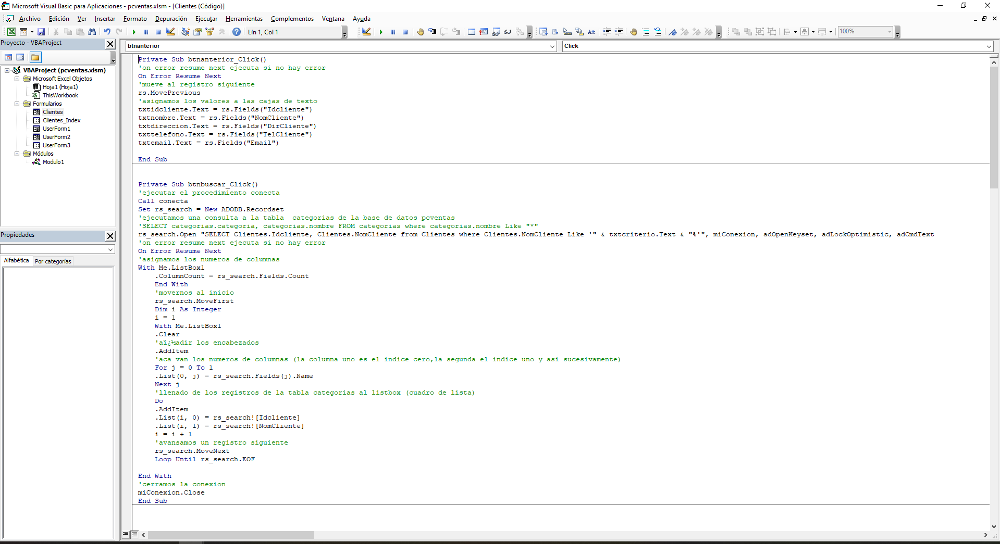 Microsoft Visual Basic para Aplicaciones - pcventas.xlsm - [Clientes (Código)]
Archivo Edición Ver Insertar Formato Depuración Ejecutar Herramientas Complementos Ventana Ayuda
Lín 1, Col 1
100%
Proyecto - VBAProject
VBAProject (pcventas.xlsm)
Microsoft Excel Objetos
Hoja1 (Hoja1)
ThisWorkbook
Formularios
Clientes
Clientes_Index
UserForm1
UserForm2
UserForm3
Módulos
Modulo1
Propiedades
Alfabética Por categorías
btnanterior Click
Private Sub btnanterior_Click()
'on error resume next ejecuta si no hay error
On Error Resume Next
'mueve al registro siguiente
rs.MovePrevious
'asignamos los valores a las cajas de texto
txtidcliente.Text = rs.Fields("Idcliente")
txtnombre.Text = rs.Fields("NomCliente")
txtdireccion.Text = rs.Fields("DirCliente")
txttelefono.Text = rs.Fields("TelCliente")
txtemail.Text = rs.Fields("Email")
End Sub
Private Sub btnbuscar_Click()
'ejecutar el procedimiento conecta
Call conecta
Set rs_search = New ADODB.Recordset
'ejecutamos una consulta a la tabla  categorias de la base de datos pcventas
'SELECT categorias.categoria, categorias.nombre FROM categorias where categorias.nombre Like "*"
rs_search.Open "SELECT Clientes.Idcliente, Clientes.NomCliente from Clientes where Clientes.NomCliente Like '" & txtcriterio.Text & "%'", miConexion, adOpenKeyset, adLockOptimistic, adCmdText
'on error resume next ejecuta si no hay error
On Error Resume Next
'asignamos los numeros de columnas
With Me.ListBox1
.ColumnCount = rs_search.Fields.Count
End With
'movernos al inicio
rs_search.MoveFirst
Dim i As Integer
i = 1
With Me.ListBox1
.Clear
'aï¿½adir los encabezados
.AddItem
'aca van los numeros de columnas (la columna uno es el indice cero,la segunda el indice uno y asi sucesivamente)
For j = 0 To 1
.List(0, j) = rs_search.Fields(j).Name
Next j
'llenado de los registros de la tabla categorias al listbox (cuadro de lista)
Do
.AddItem
.List(i, 0) = rs_search![Idcliente]
.List(i, 1) = rs_search![NomCliente]
i = i + 1
'avansamos un registro siguiente
rs_search.MoveNext
Loop Until rs_search.EOF
End With
'cerramos la conexion
miConexion.Close
End Sub